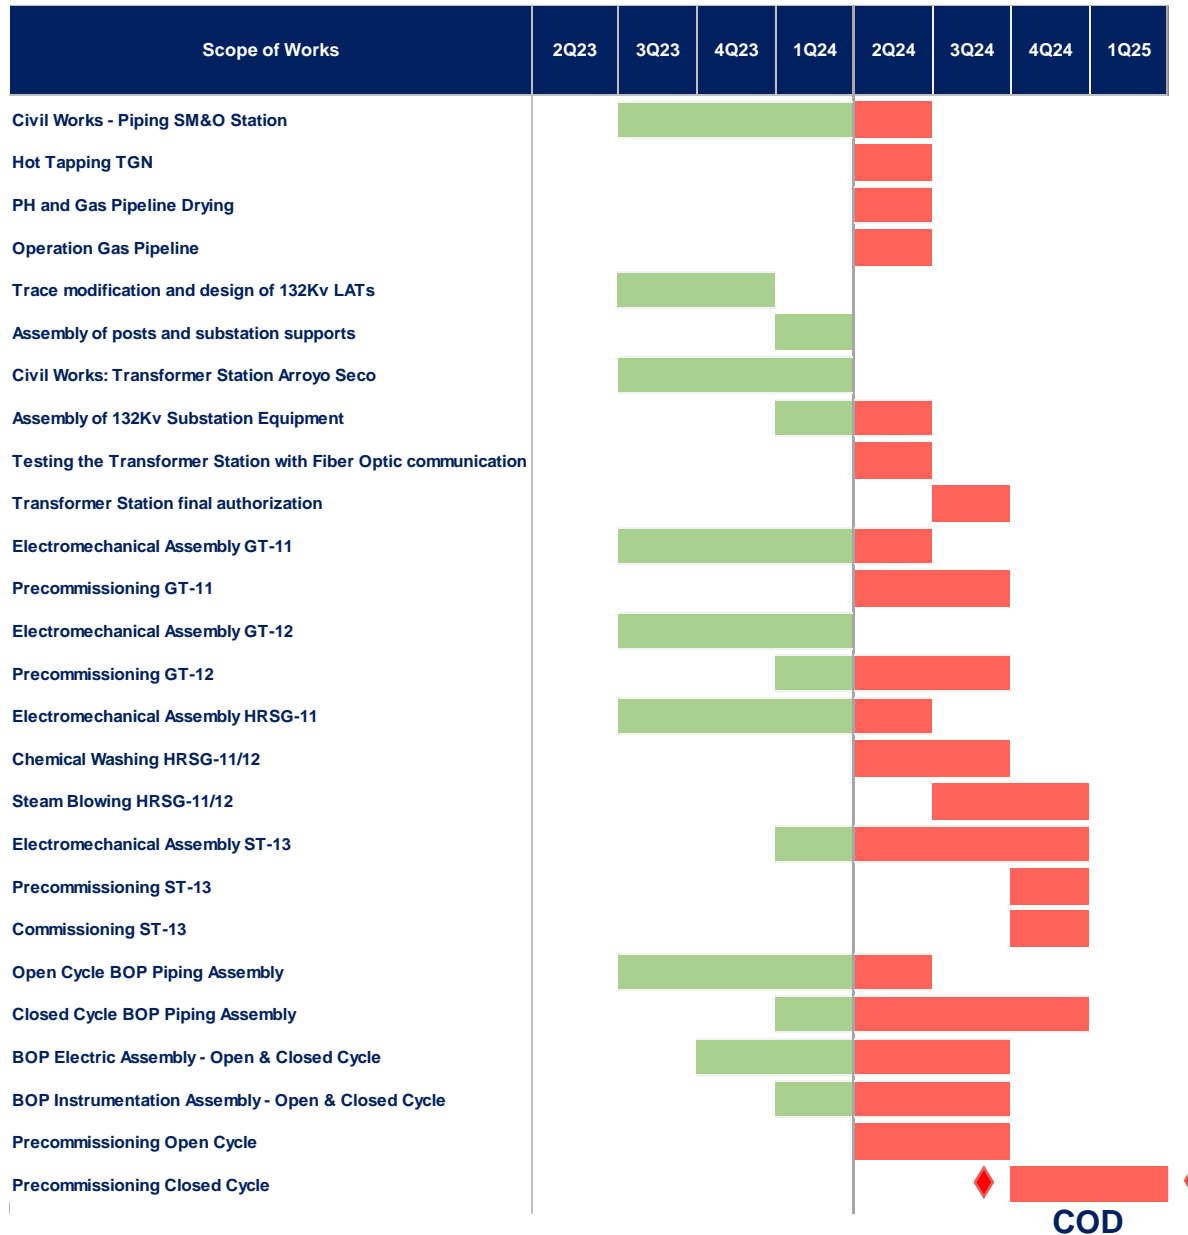 Scope of Works 2Q23 3Q23 4Q23 1Q24 2Q24 3Q24 4Q24 1Q25
Civil Works - Piping SM&O Station
Hot Tapping TGN
PH and Gas Pipeline Drying
Operation Gas Pipeline
Trace modification and design of 132Kv LATs
Assembly of posts and substation supports
Civil Works: Transformer Station Arroyo Seco
Assembly of 132Kv Substation Equipment
Testing the Transformer Station with Fiber Optic communication
Transformer Station final authorization
Electromechanical Assembly GT-11
Precommissioning GT-11
Electromechanical Assembly GT-12
Precommissioning GT-12
Electromechanical Assembly HRSG-11
Chemical Washing HRSG-11/12
Steam Blowing HRSG-11/12
Electromechanical Assembly ST-13
Precommissioning ST-13
Commissioning ST-13
Open Cycle BOP Piping Assembly
Closed Cycle BOP Piping Assembly
BOP Electric Assembly - Open & Closed Cycle
BOP Instrumentation Assembly - Open & Closed Cycle
Precommissioning Open Cycle
Precommissioning Closed Cycle
COD